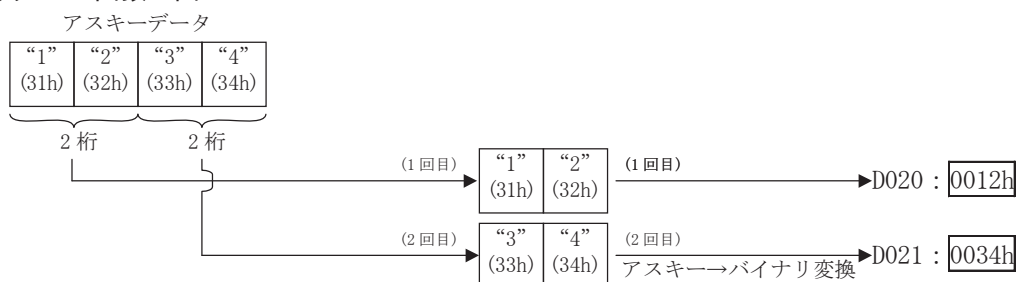 アスキーデータ
“1” “2” “3” “4”
(31h) (32h) (33h) (34h)
2 桁 2 桁
(1 回目) “1” “2” (1 回目)
(31h) (32h) D020 : 0012h
(2 回目) “3” “4” (2 回目)
(33h) (34h) アスキー→バイナリ変換 D021 : 0034h